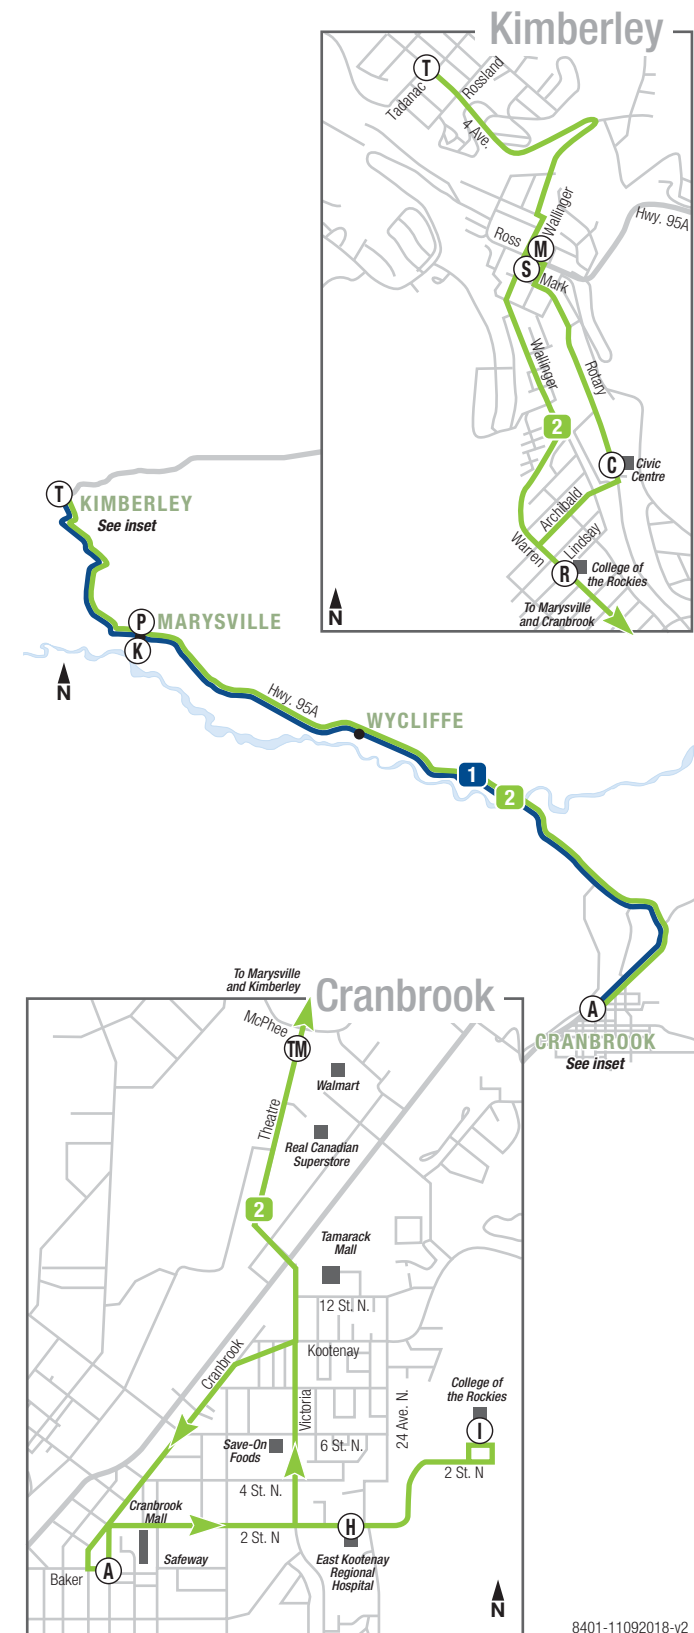 Kimberley
T
Tadanac
Rossland
4 Ave.
Wallinger
Hwy. 95A
Ross
M
S
Mark
Wallinger
Rotary
2
C
Civic
Centre
Archibald
Warren
Lindsay
R
College of
the Rockies
To Marysville
and Cranbrook
N
T
KIMBERLEY
See inset
P
MARYSVILLE
K
N
Hwy. 95A
WYCLIFFE
1
2
A
CRANBROOK
See inset
Cranbrook
To Marysville
and Kimberley
McPhee
TM
Walmart
Theatre
Real Canadian
Superstore
2
Tamarack
Mall
12 St. N.
Kootenay
Cranbrook
College of
the Rockies
Victoria
24 Ave. N.
I
Save-On
Foods
6 St. N.
2 St. N
4 St. N.
Cranbrook
Mall
H
2 St. N
Safeway
East Kootenay
Regional
Hospital
Baker
A
N
8401-11092018-v2